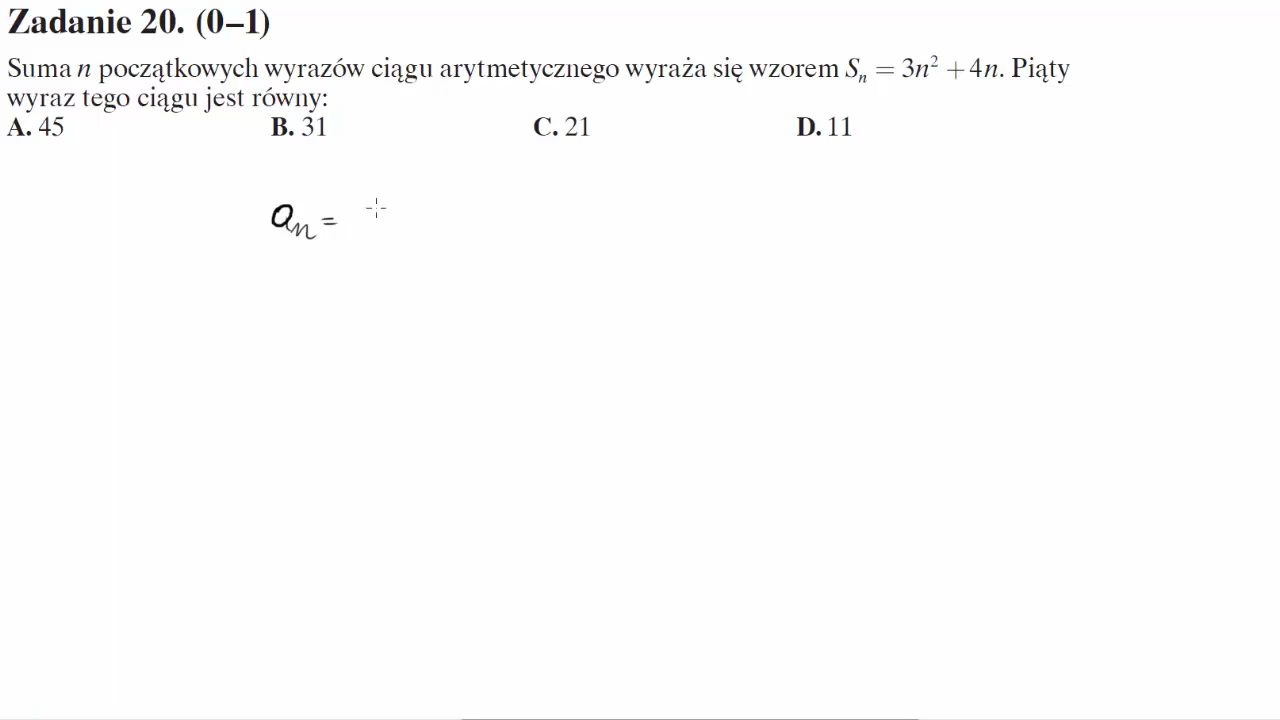 Zadanie 20. (0–1)
Suma n początkowych wyrazów ciągu arytmetycznego wyraża się wzorem Sₙ = 3n² + 4n. Piąty
wyraz tego ciągu jest równy:
A. 45 B. 31 C. 21 D. 11
aₙ =